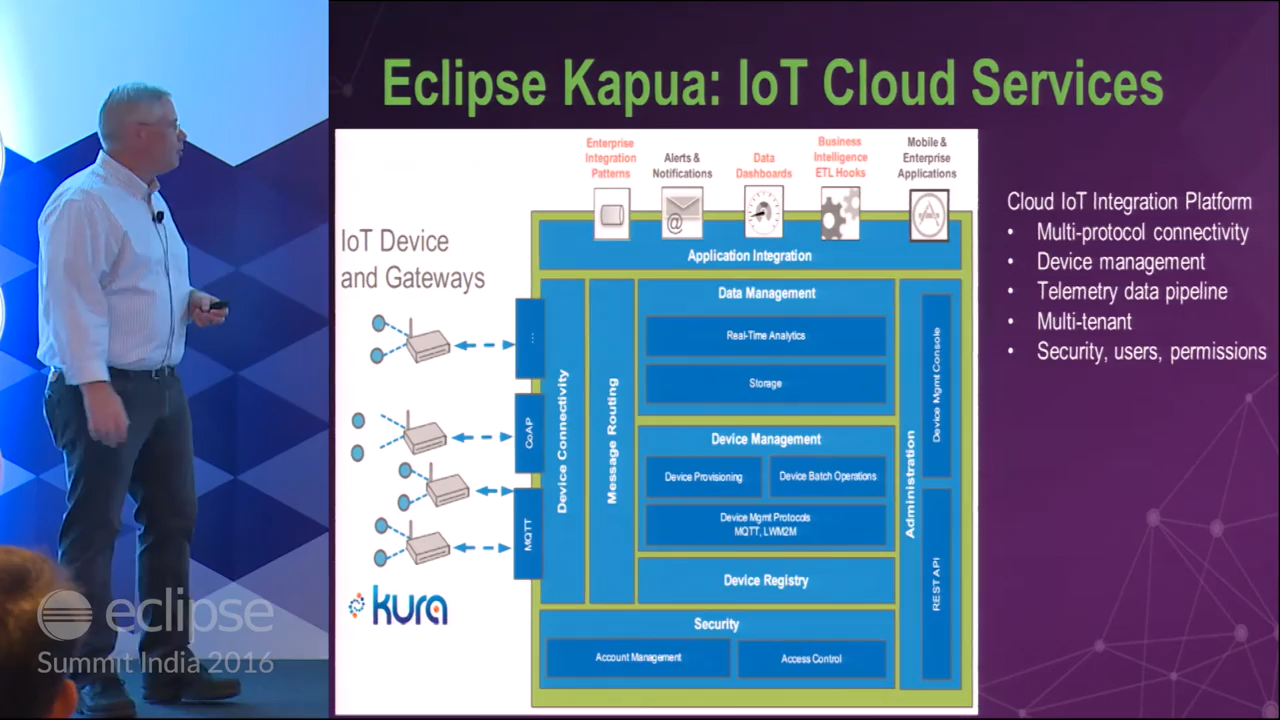 Eclipse Kapua: IoT Cloud Services
Enterprise
Integration
Patterns
Alerts &
Notifications
@
Data
Dashboards
Business
Intelligence
ETL Hooks
Mobile &
Enterprise
Applications
IoT Device
and Gateways
Application Integration
Data Management
Real-Time Analytics
Storage
Device Management
Device Provisioning
Device Batch Operations
Device Mgmt Protocols
MQTT, LWM2M
Device Registry
Security
Account Management
Access Control
...
CoAP
MQTT
Device Connectivity
Message Routing
Administration
Device Mgmt Console
REST API
kura
Cloud IoT Integration Platform
• Multi-protocol connectivity
• Device management
• Telemetry data pipeline
• Multi-tenant
• Security, users, permissions
eclipse
Summit India 2016